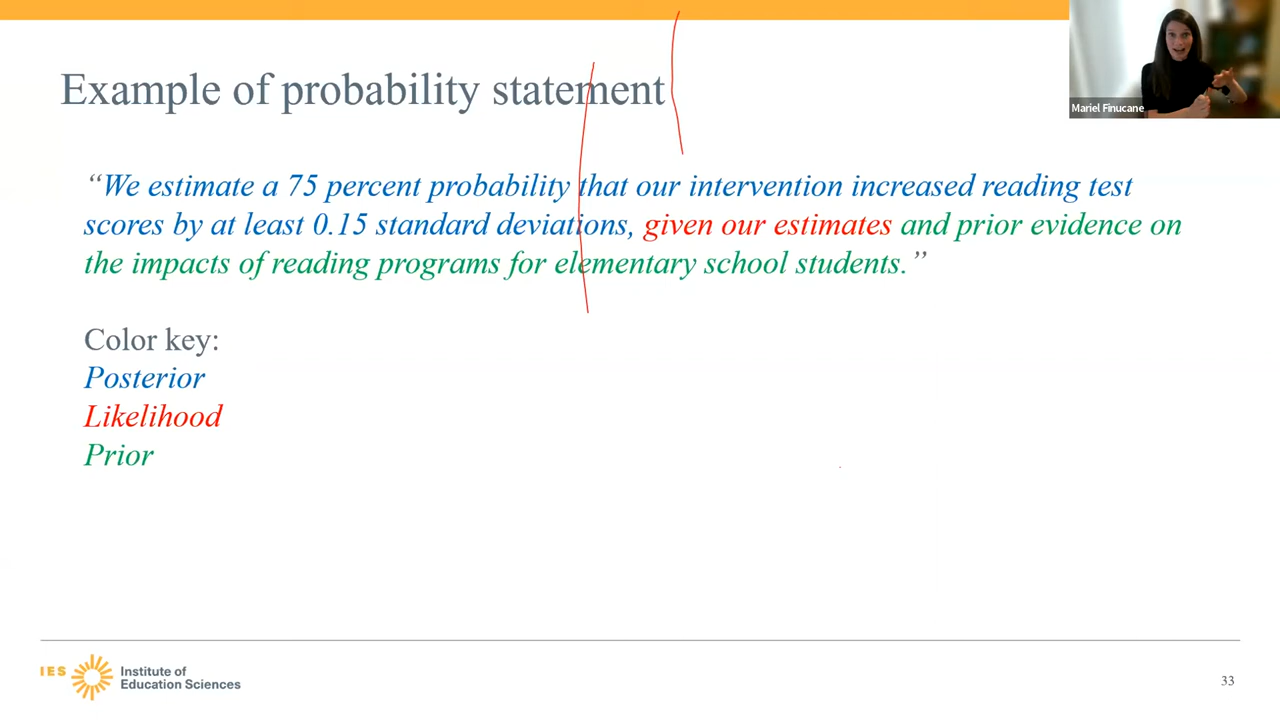 Mariel Finucane
Example of probability statement
“We estimate a 75 percent probability that our intervention increased reading test
scores by at least 0.15 standard deviations, given our estimates and prior evidence on
the impacts of reading programs for elementary school students.”
Color key:
Posterior
Likelihood
Prior
IES
Institute of
Education Sciences
33